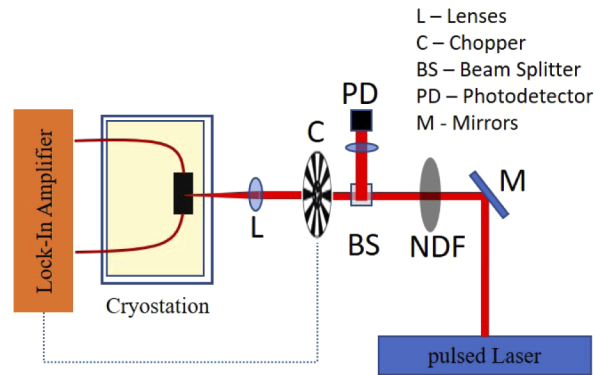 L – Lenses
C – Chopper
BS – Beam Splitter
PD – Photodetector
M - Mirrors
PD
C
M
L
BS
NDF
Lock-In Amplifier
Cryostation
pulsed Laser